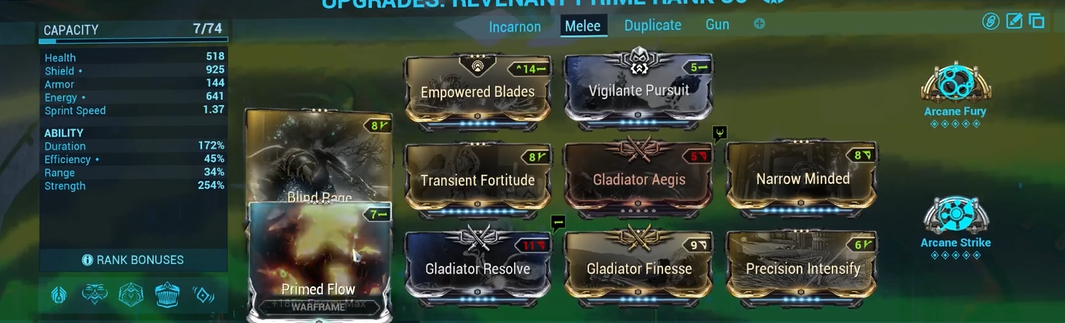 UPGRADES: REVENANT PRIME RANK 30
Incarnon Melee Duplicate Gun
CAPACITY 7/74
Health 518
Shield • 925
Armor 144
Energy • 641
Sprint Speed 1.37
ABILITY
Duration 172%
Efficiency • 45%
Range 34%
Strength 254%
RANK BONUSES
14
Empowered Blades
5
Vigilante Pursuit
Arcane Fury
8
Blind Rage
8
Transient Fortitude
5
Gladiator Aegis
8
Narrow Minded
7
Primed Flow
WARFRAME
11
Gladiator Resolve
9
Gladiator Finesse
6
Precision Intensify
Arcane Strike